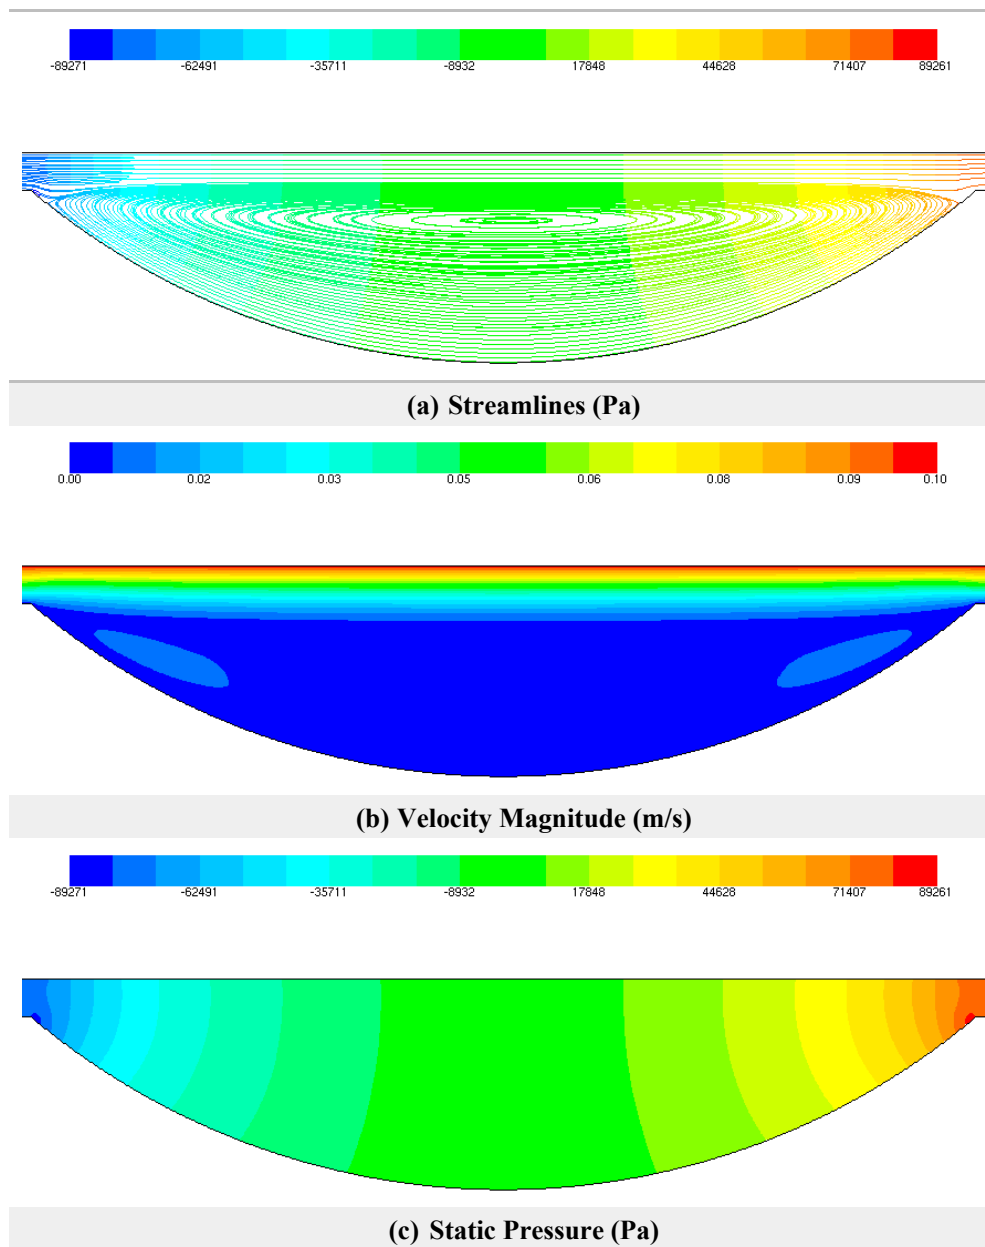 -89271 -62491 -35711 -8932 17848 44628 71407 89261
(a) Streamlines (Pa)
0.00 0.02 0.03 0.05 0.06 0.08 0.09 0.10
(b) Velocity Magnitude (m/s)
-89271 -62491 -35711 -8932 17848 44628 71407 89261
(c) Static Pressure (Pa)